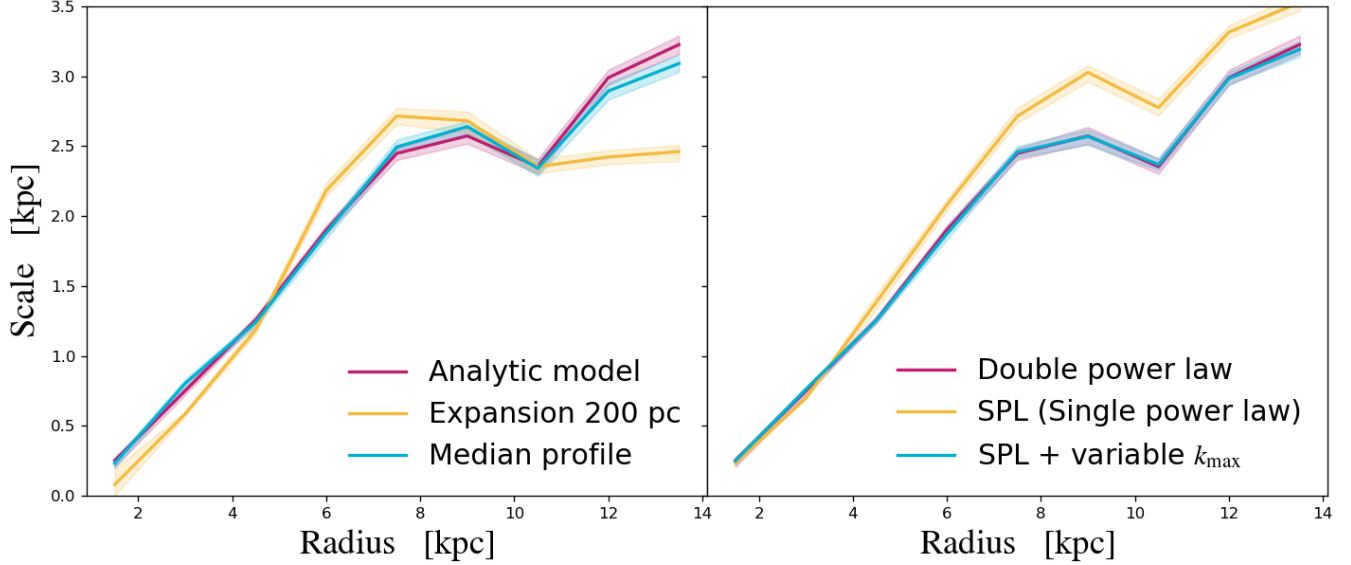 3.5
3.0
2.5
2.0
1.5
1.0
0.5
0.0
Scale [kpc]
Analytic model
Expansion 200 pc
Median profile
2 4 6 8 10 12 14
Radius [kpc]
Double power law
SPL (Single power law)
SPL + variable kmax
2 4 6 8 10 12 14
Radius [kpc]